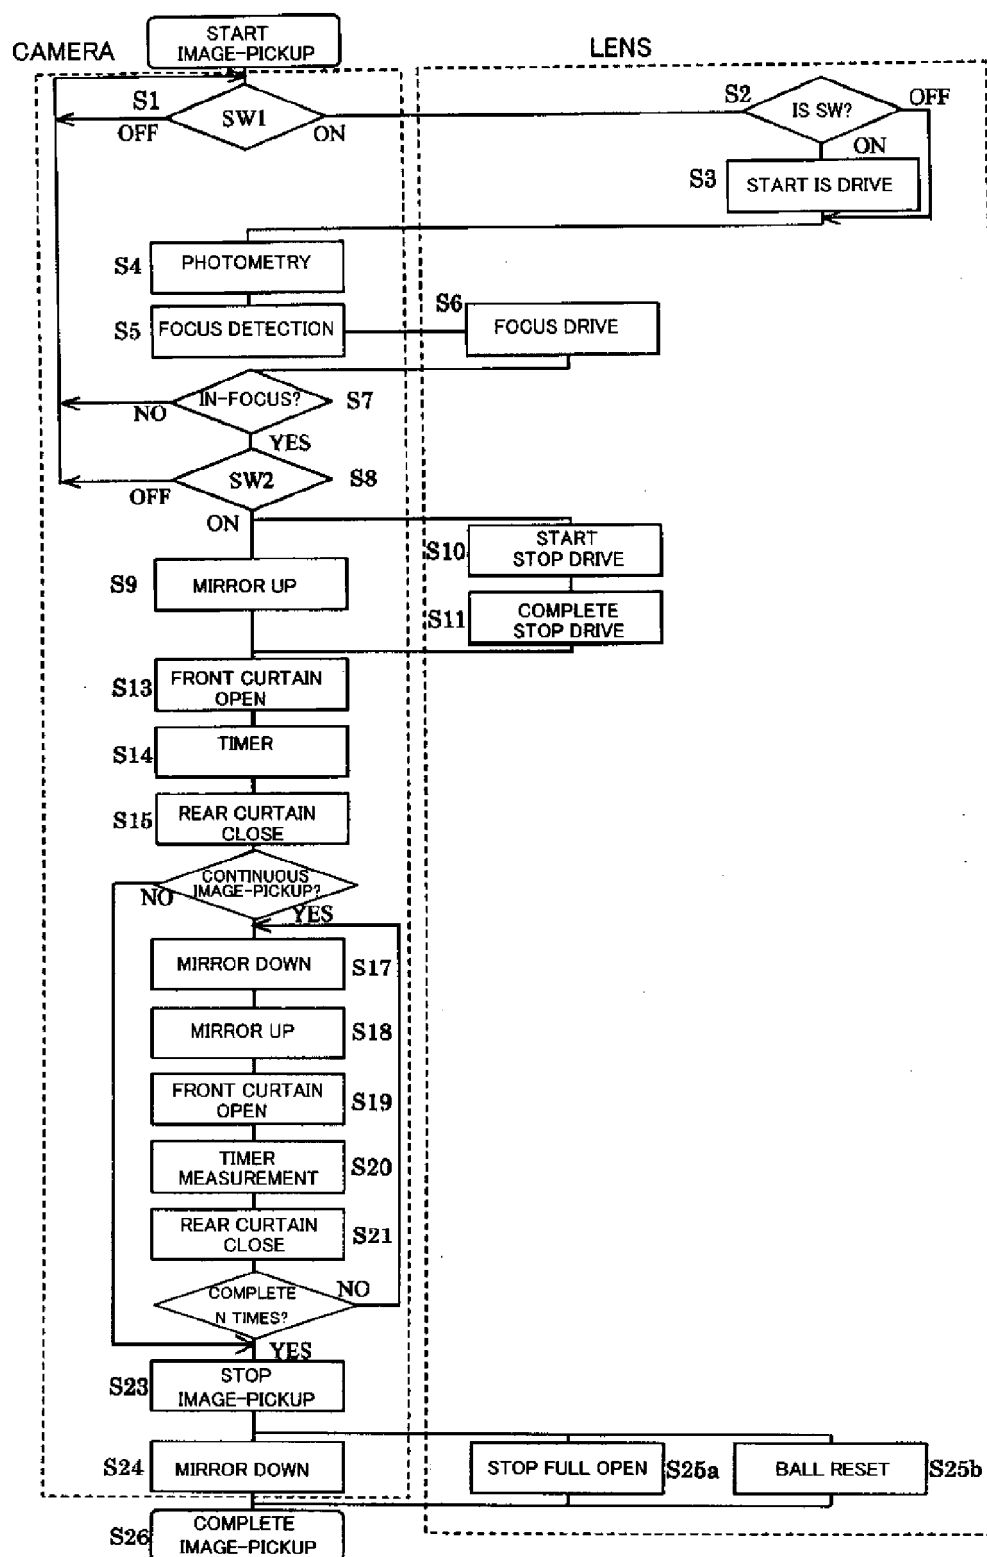 START
IMAGE-PICKUP
CAMERA
LENS
S1
SW1
OFF
ON
S2
IS SW?
OFF
ON
S3
START IS DRIVE
S4
PHOTOMETRY
S5
FOCUS DETECTION
S6
FOCUS DRIVE
IN-FOCUS?
S7
NO
YES
SW2
S8
OFF
ON
S10
START
STOP DRIVE
S9
MIRROR UP
S11
COMPLETE
STOP DRIVE
S13
FRONT CURTAIN
OPEN
S14
TIMER
S15
REAR CURTAIN
CLOSE
CONTINUOUS
IMAGE-PICKUP?
NO
YES
MIRROR DOWN
S17
MIRROR UP
S18
FRONT CURTAIN
OPEN
S19
TIMER
MEASUREMENT
S20
REAR CURTAIN
CLOSE
S21
COMPLETE
N TIMES?
NO
YES
S23
STOP
IMAGE-PICKUP
S24
MIRROR DOWN
STOP FULL OPEN
S25a
BALL RESET
S25b
S26
COMPLETE
IMAGE-PICKUP